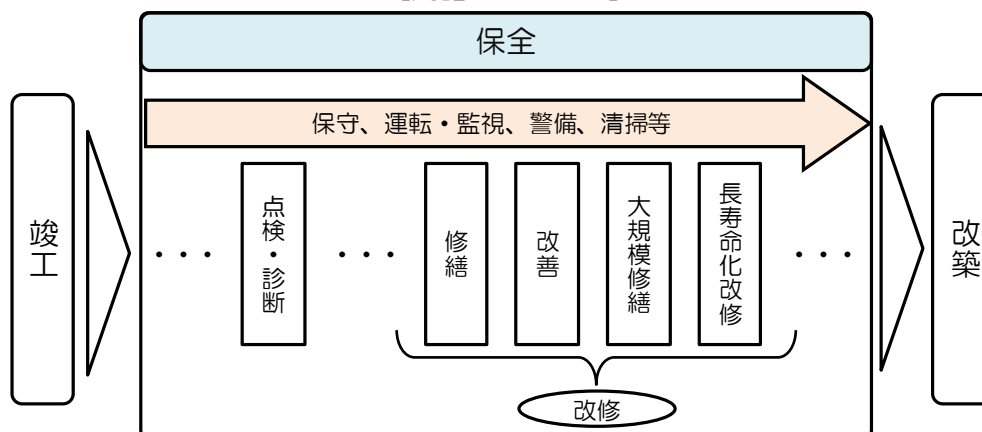 保全
保守、運転・監視、警備、清掃等
竣工
・・・
点検・診断
・・・
修繕
改善
大規模修繕
長寿命化改修
・・・
改築
改修